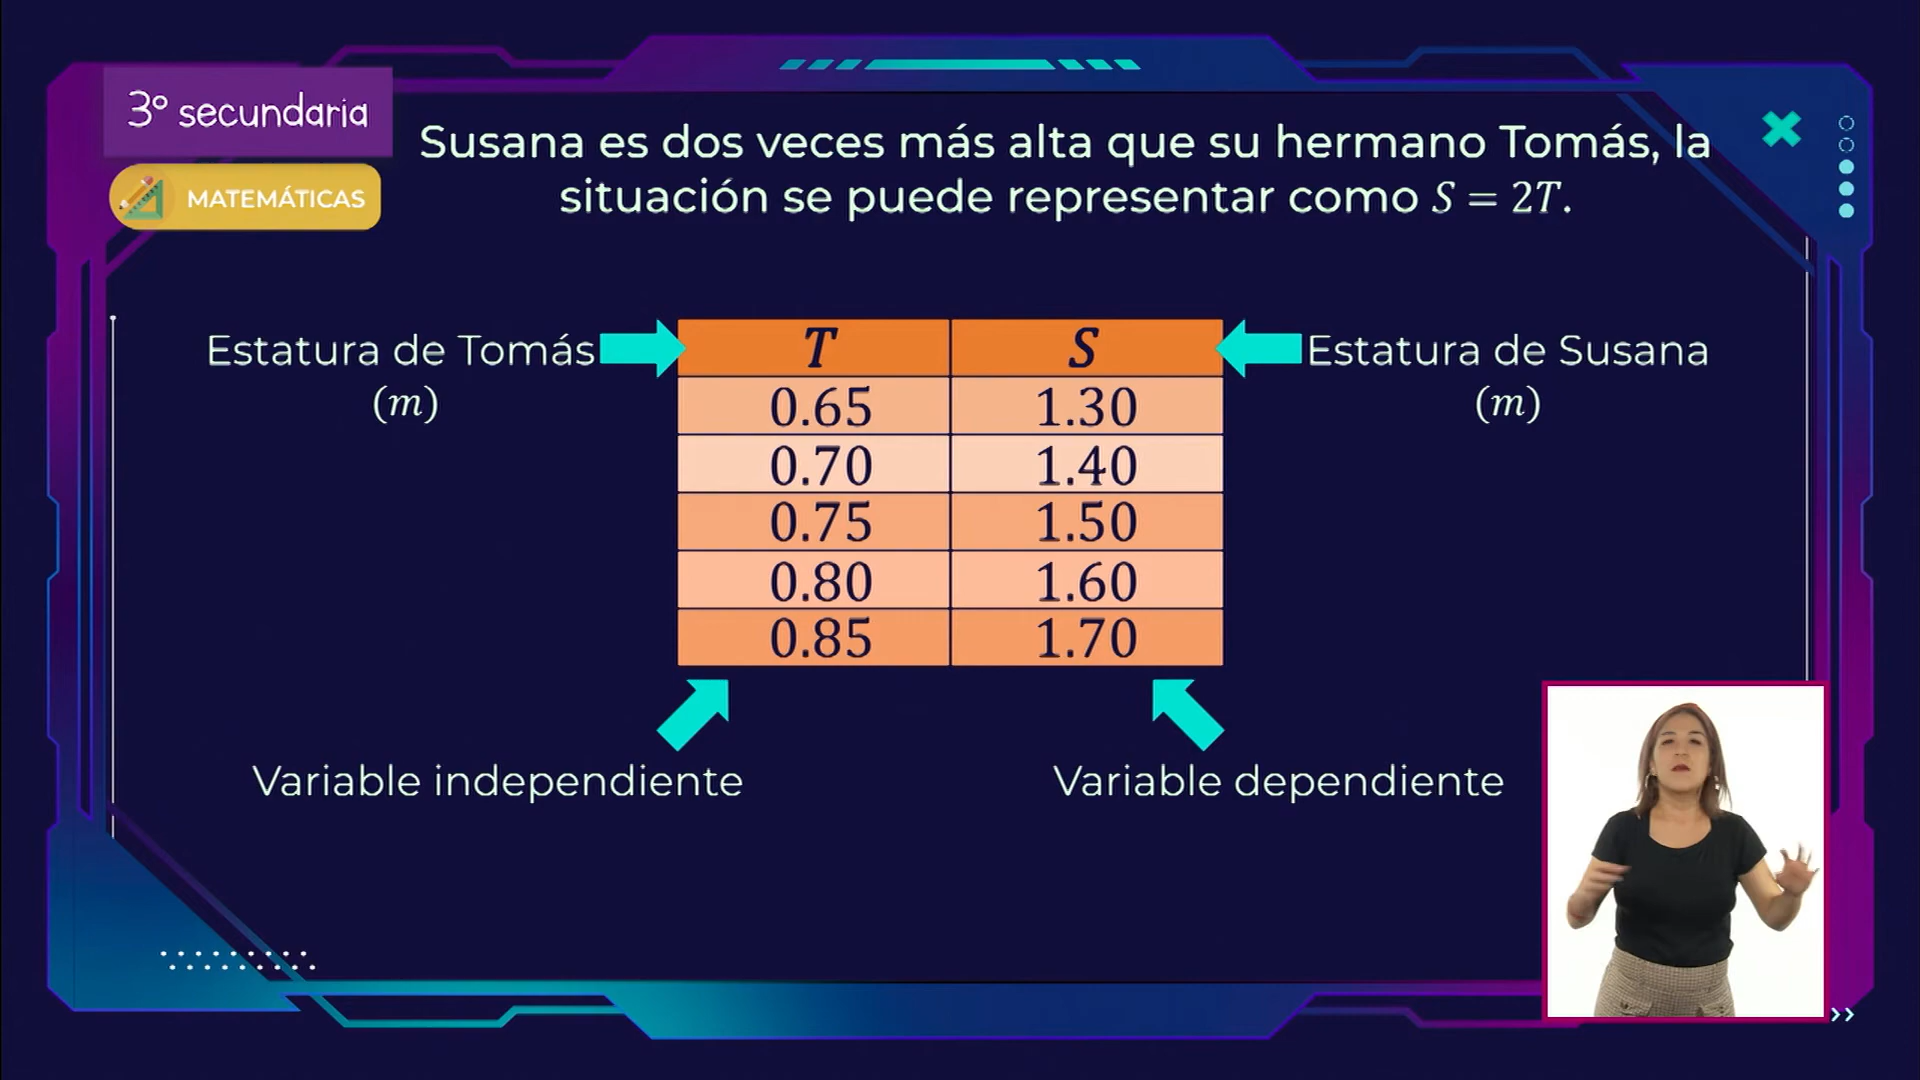 3° secundaria
MATEMÁTICAS
Susana es dos veces más alta que su hermano Tomás, la
situación se puede representar como S = 2T.
Estatura de Tomás
(m)
T S
Estatura de Susana
(m)
0.65 1.30
0.70 1.40
0.75 1.50
0.80 1.60
0.85 1.70
Variable independiente
Variable dependiente